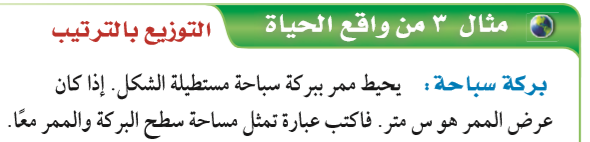 مثال ٣ من واقع الحياة التوزيع بالترتيب
بركة سباحة: يحيط ممر ببركة سباحة مستطيلة الشكل. إذا كان
عرض الممر هو س متر. فاكتب عبارة تمثل مساحة سطح البركة والممر معًا.